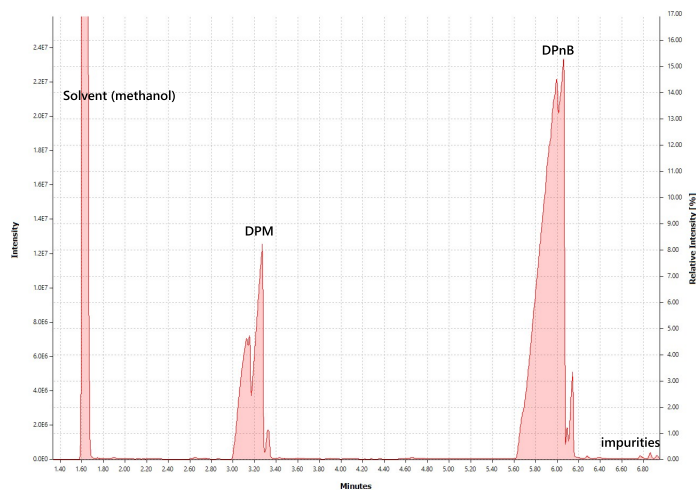 Solvent (methanol)
DPM
DPnB
impurities
Intensity
2.4E7
2.2E7
2.0E7
1.8E7
1.6E7
1.4E7
1.2E7
1.0E7
8.0E6
6.0E6
4.0E6
2.0E6
0.0E0
17.00
16.00
15.00
14.00
13.00
12.00
11.00
10.00
9.00
8.00
7.00
6.00
5.00
4.00
3.00
2.00
1.00
0.00
Relative Intensity [%]
1.40 1.60 1.80 2.00 2.20 2.40 2.60 2.80 3.00 3.20 3.40 3.60 3.80 4.00 4.20 4.40 4.60 4.80 5.00 5.20 5.40 5.60 5.80 6.00 6.20 6.40 6.60 6.80
Minutes